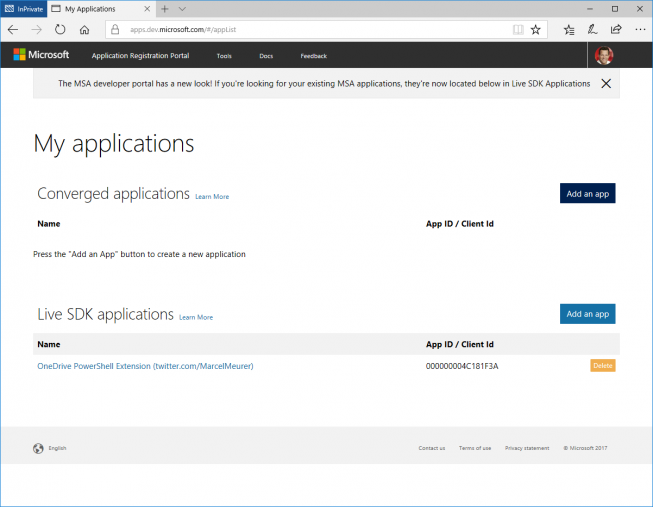 InPrivate
My Applications
apps.dev.microsoft.com/#/appList
Microsoft Application Registration Portal Tools Docs Feedback
The MSA developer portal has a new look! If you're looking for your existing MSA applications, they're now located below in Live SDK Applications
My applications
Converged applications Learn More Add an app
Name App ID / Client Id
Press the "Add an App" button to create a new application
Live SDK applications Learn More Add an app
Name App ID / Client Id
OneDrive PowerShell Extension (twitter.com/MarcelMeurer) 000000004C181F3A Delete
English Contact us Terms of use Privacy statement © Microsoft 2017